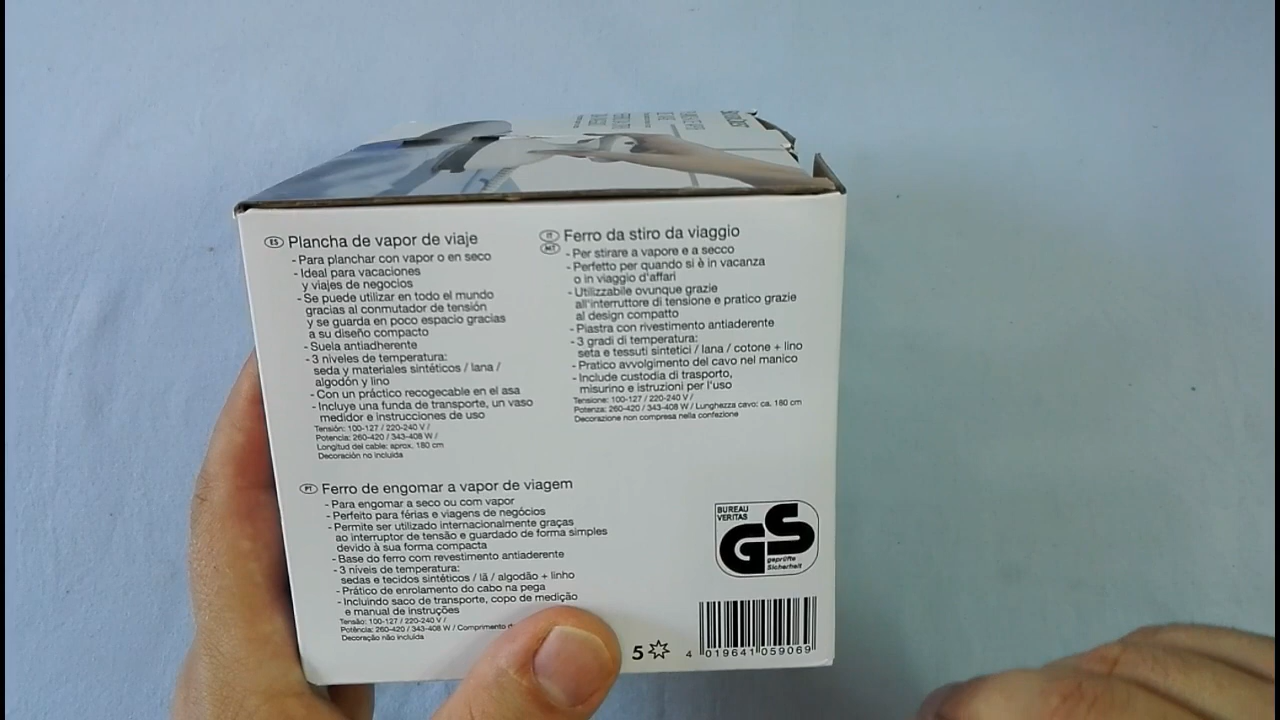 ES Plancha de vapor de viaje
- Para planchar con vapor o en seco
- Ideal para vacaciones
y viajes de negocios
- Se puede utilizar en todo el mundo
gracias al conmutador de tensión
y se guarda en poco espacio gracias
a su diseño compacto
- Suela antiadherente
- 3 niveles de temperatura:
seda y materiales sintéticos / lana /
algodón y lino
- Con un práctico recogecable en el asa
- Incluye una funda de transporte, un vaso
medidor e instrucciones de uso
Tensión: 100-127 / 220-240 V /
Potencia: 260-420 / 343-408 W /
Longitud del cable: aprox. 180 cm
Decoración no incluida
IT MT Ferro da stiro da viaggio
- Per stirare a vapore e a secco
- Perfetto per quando si è in vacanza
o in viaggio d'affari
- Utilizzabile ovunque grazie
all'interruttore di tensione e pratico grazie
al design compatto
- Piastra con rivestimento antiaderente
- 3 gradi di temperatura:
seta e tessuti sintetici / lana / cotone + lino
- Pratico avvolgimento del cavo nel manico
- Include custodia di trasporto,
misurino e istruzioni per l'uso
Tensione: 100-127 / 220-240 V /
Potenza: 260-420 / 343-408 W / Lunghezza cavo: ca. 180 cm
Decorazione non compresa nella confezione
PT Ferro de engomar a vapor de viagem
- Para engomar a seco ou com vapor
- Perfeito para férias e viagens de negócios
- Permite ser utilizado internacionalmente graças
ao interruptor de tensão e guardado de forma simples
devido à sua forma compacta
- Base do ferro com revestimento antiaderente
- 3 níveis de temperatura:
sedas e tecidos sintéticos / lã / algodão + linho
- Prático de enrolamento do cabo na pega
- Incluindo saco de transporte, copo de medição
e manual de instruções
Tensão: 100-127 / 220-240 V /
Potência: 260-420 / 343-408 W / Comprimento
Decoração não incluída
BUREAU
VERITAS
GS
geprüfte
Sicherheit
5
4 019641 059069